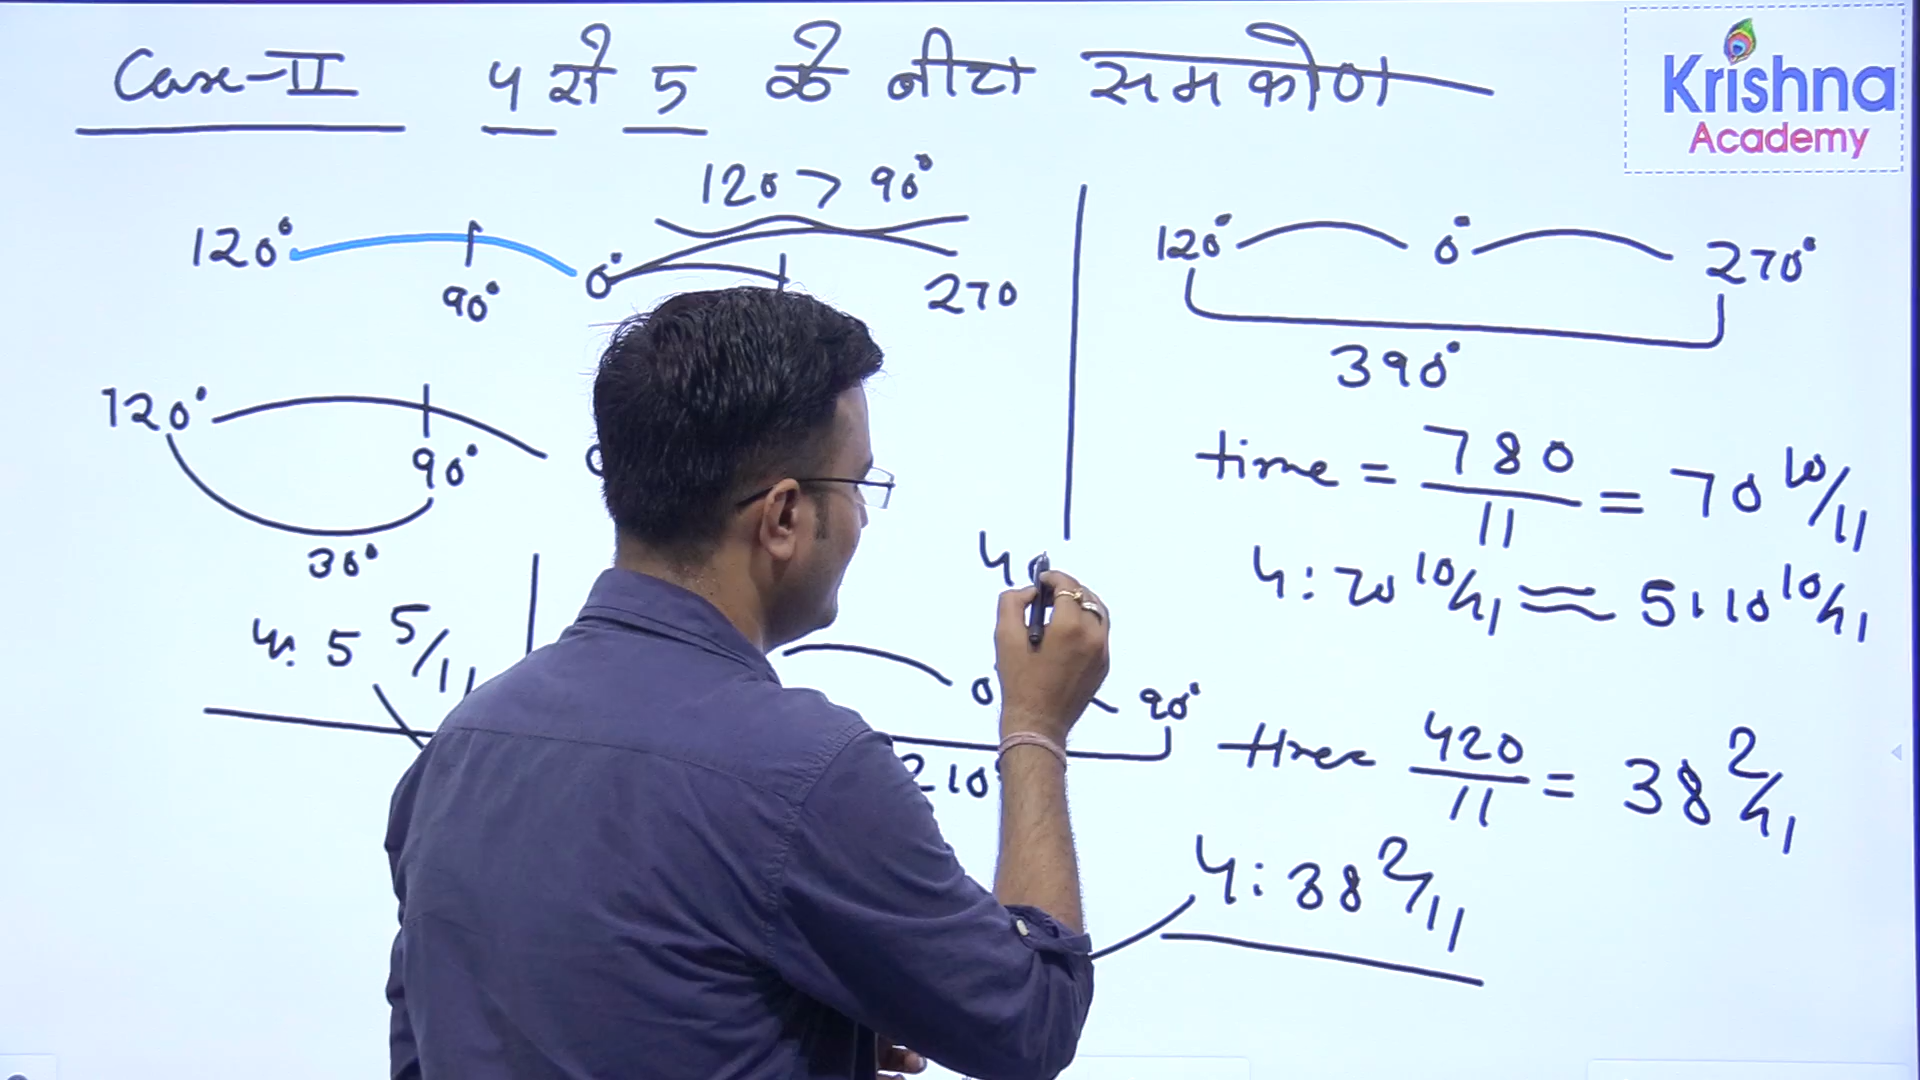 Case-II 4 से 5 के बीच समकोण
Krishna
Academy
120 > 90°
120° 90° 0° 270
120° 90°
30°
4: 5 5/11
120° 0° 270°
390°
time = 780/11 = 70 10/11
4: 70 10/11 ≈ 5:10 10/11
0 90°
210°
420/11 = 38 2/11
4: 38 2/11